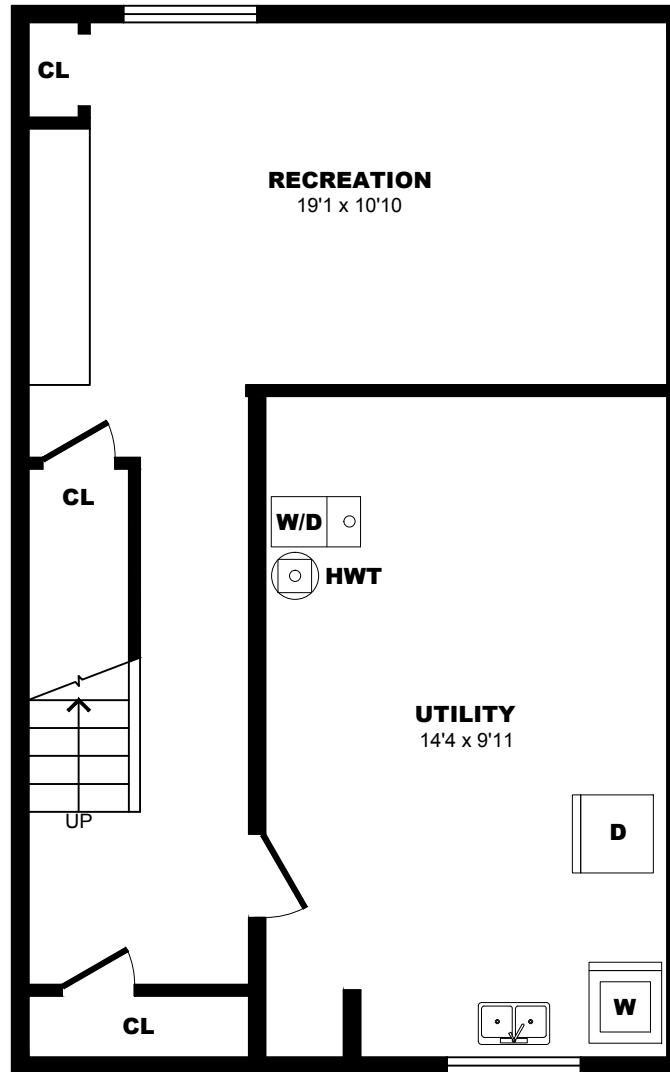 CL
RECREATION
19'1 x 10'10
CL
W/D
HWT
UTILITY
14'4 x 9'11
UP
D
W
CL